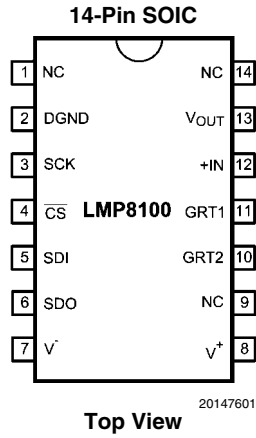 14-Pin SOIC
1 NC NC 14
2 DGND VOUT 13
3 SCK +IN 12
4 C̅S̅ LMP8100 GRT1 11
5 SDI GRT2 10
6 SDO NC 9
7 V- V+ 8
20147601
Top View